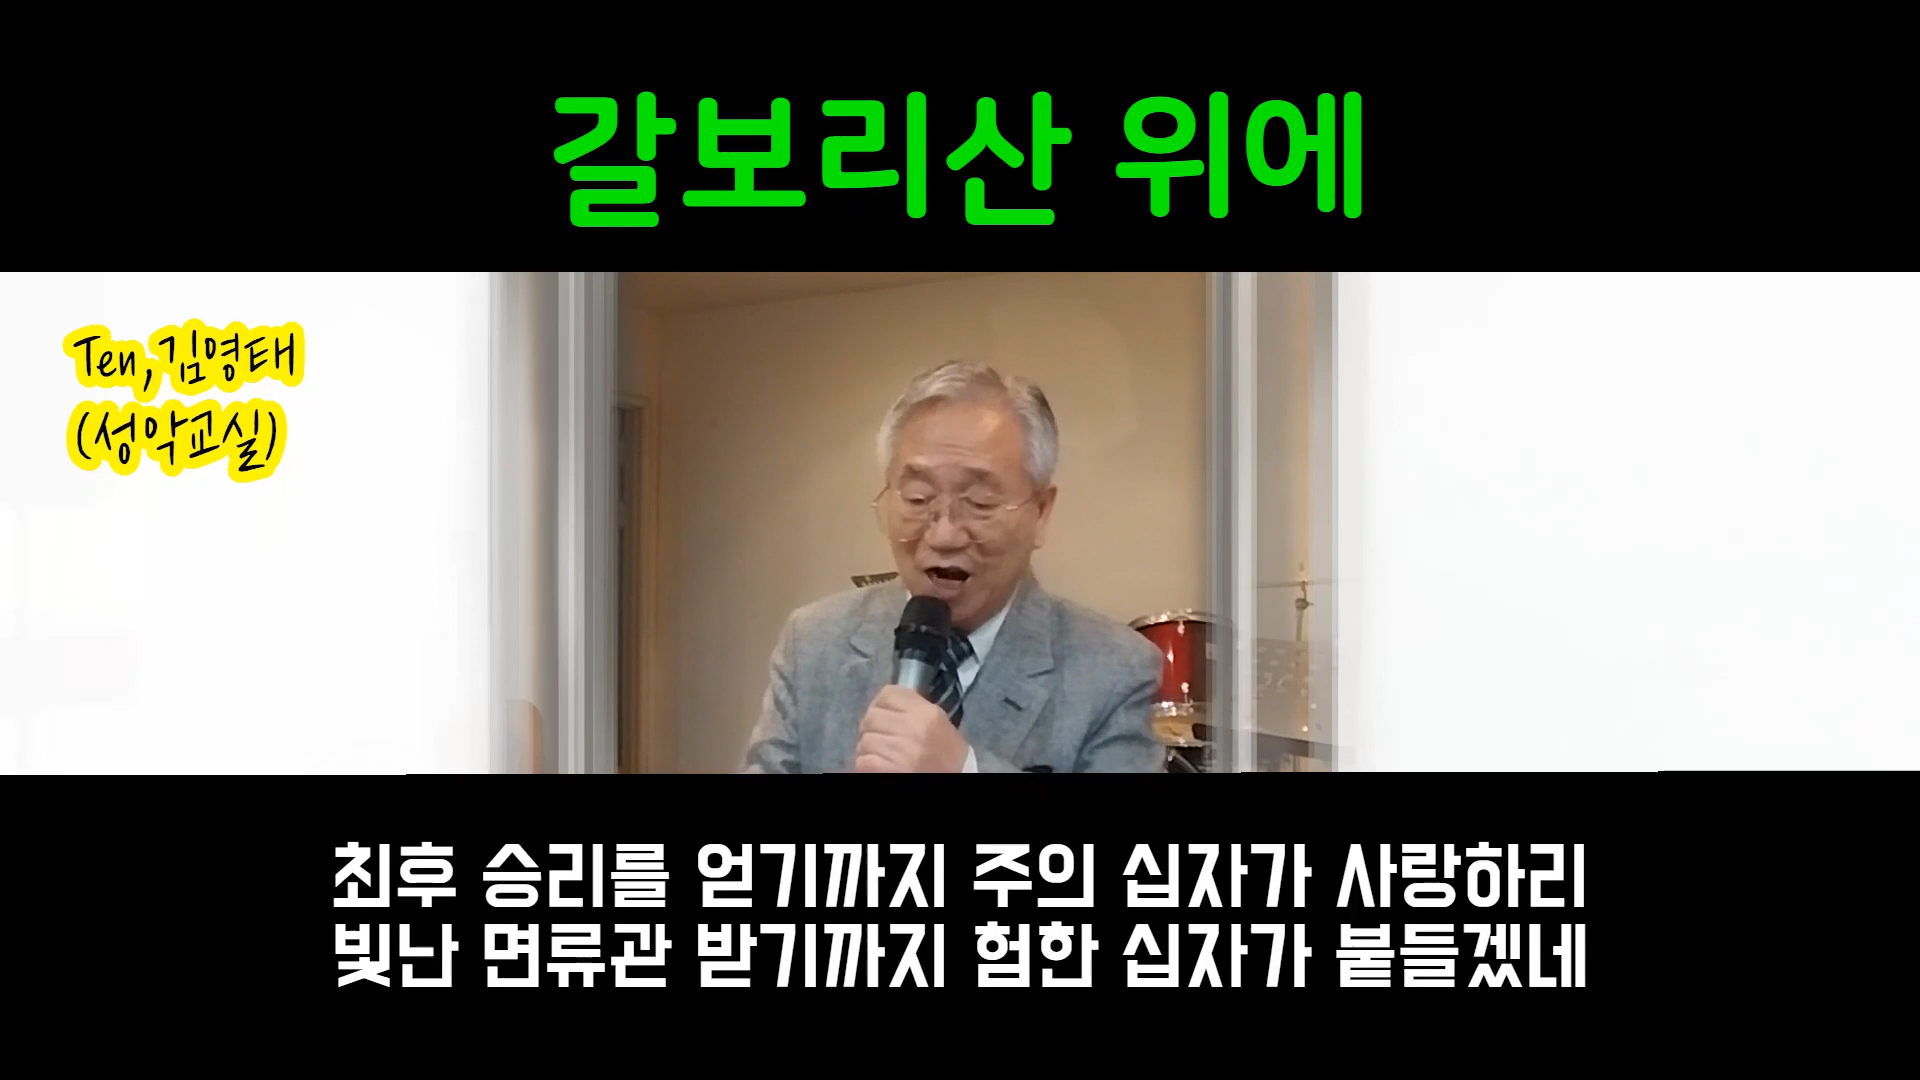 갈보리산 위에
Ten, 김영태
(성악교실)
최후 승리를 얻기까지 주의 십자가 사랑하리
빛난 면류관 받기까지 험한 십자가 붙들겠네